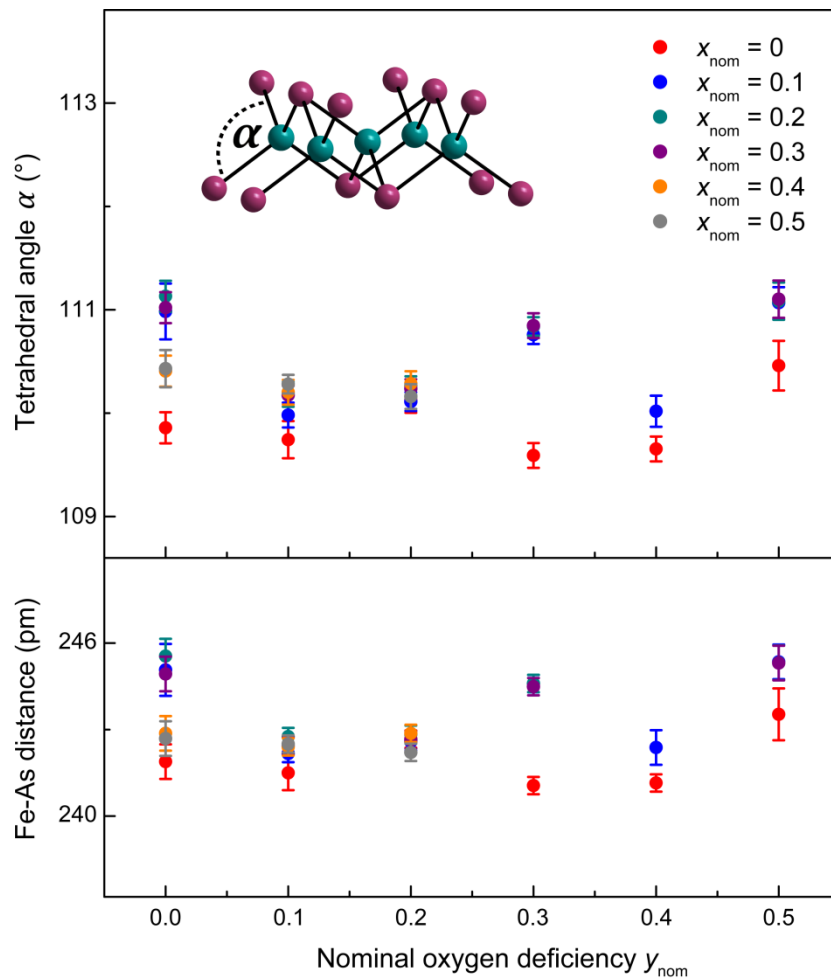 Tetrahedral angle α (°)
113
111
109
α
x_nom = 0
x_nom = 0.1
x_nom = 0.2
x_nom = 0.3
x_nom = 0.4
x_nom = 0.5
Fe-As distance (pm)
246
240
0.0 0.1 0.2 0.3 0.4 0.5
Nominal oxygen deficiency y_nom